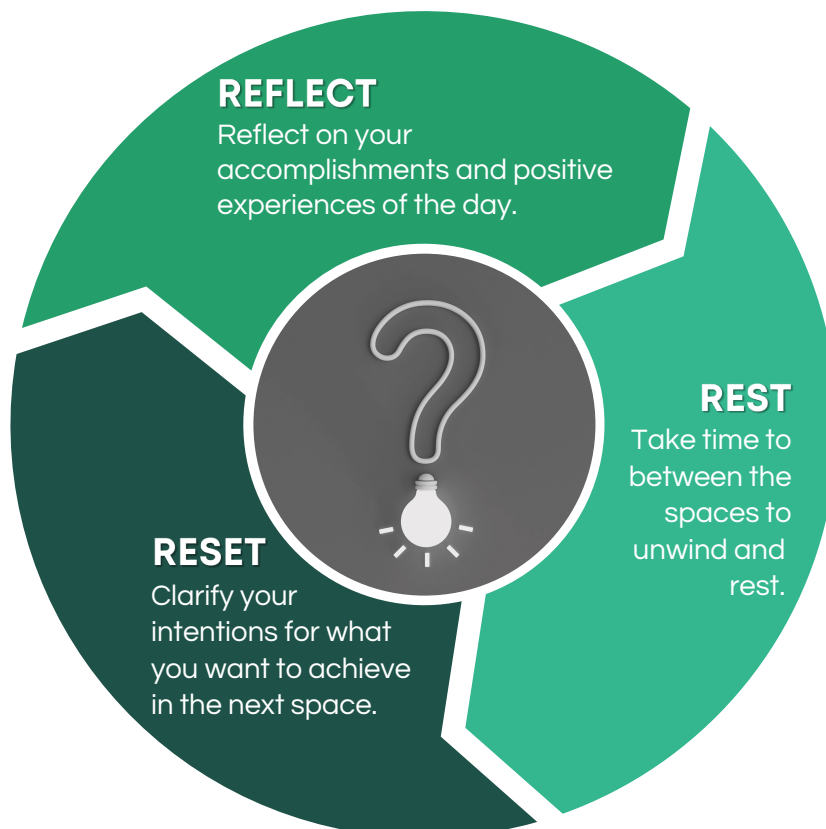 REFLECT
Reflect on your
accomplishments and positive
experiences of the day.
REST
Take time to
between the
spaces to
unwind and
rest.
RESET
Clarify your
intentions for what
you want to achieve
in the next space.